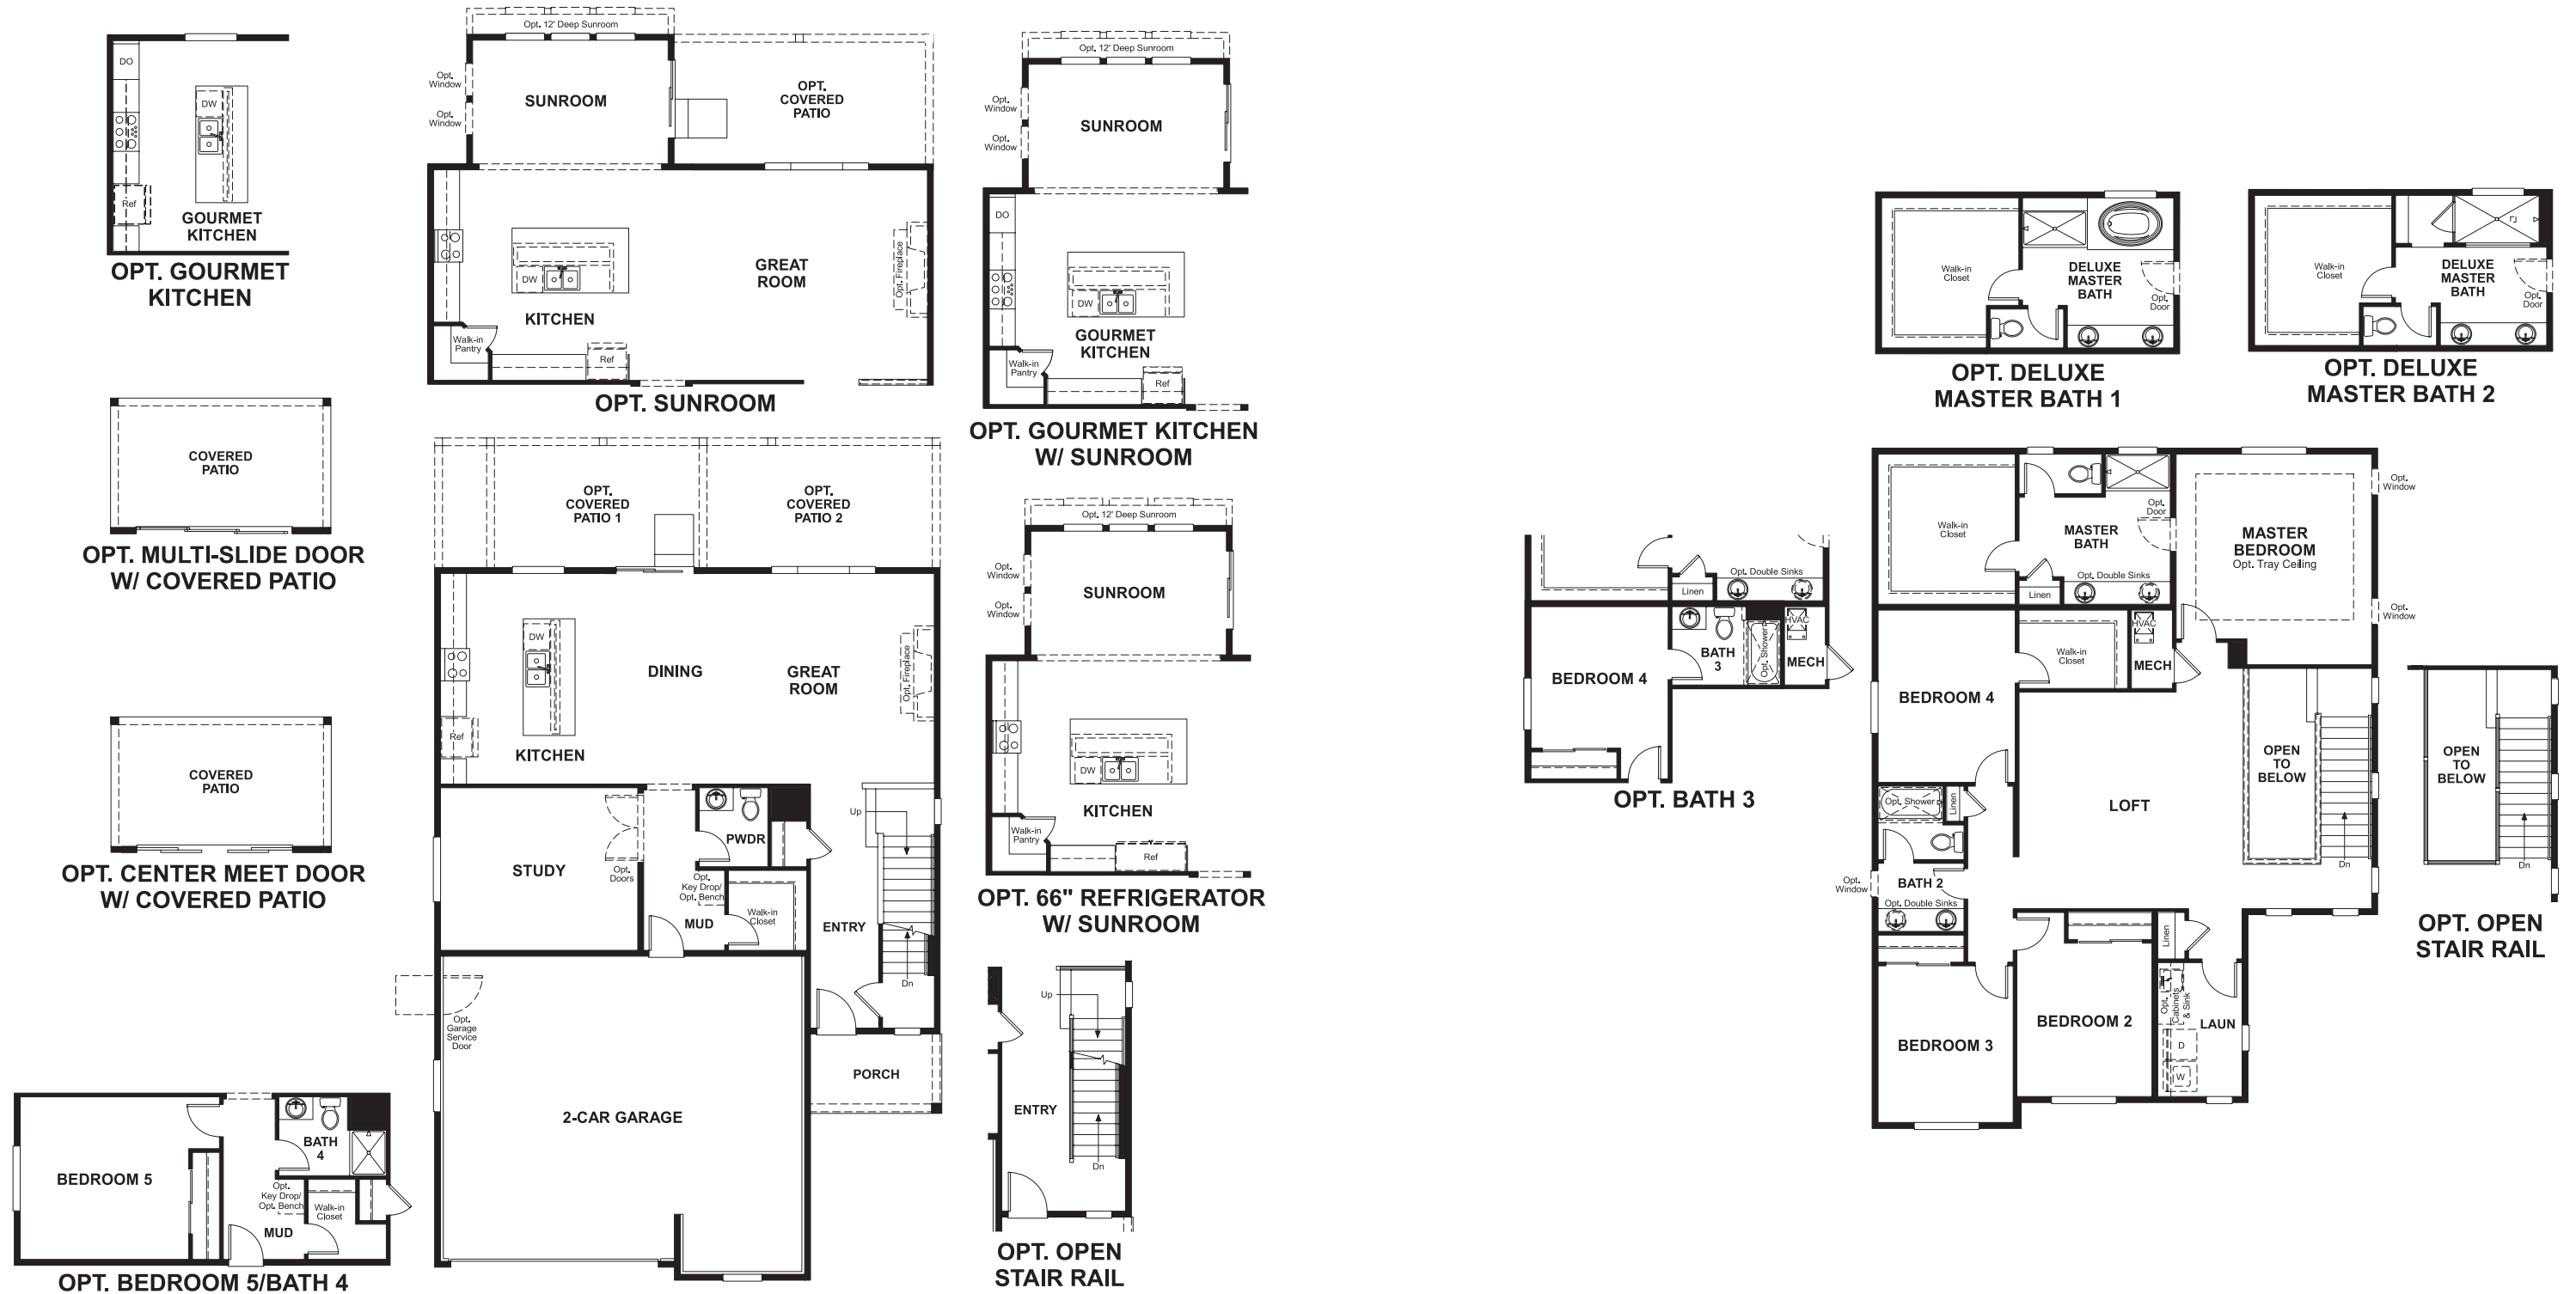 DO
DW
Ref
GOURMET
KITCHEN
OPT. GOURMET
KITCHEN
COVERED
PATIO
OPT. MULTI-SLIDE DOOR
W/ COVERED PATIO
COVERED
PATIO
OPT. CENTER MEET DOOR
W/ COVERED PATIO
BEDROOM 5
BATH
4
Opt.
Key Drop/
Opt. Bench
Walk-in
Closet
MUD
OPT. BEDROOM 5/BATH 4
Opt. 12' Deep Sunroom
Opt.
Window
Opt.
Window
SUNROOM
OPT.
COVERED
PATIO
DW
KITCHEN
GREAT
ROOM
Opt. Fireplace
Walk-in
Pantry
Ref
OPT. SUNROOM
OPT.
COVERED
PATIO 1
OPT.
COVERED
PATIO 2
DW
DINING
GREAT
ROOM
Opt. Fireplace
Ref
KITCHEN
Up
PWDR
STUDY
Opt.
Doors
Opt.
Key Drop/
Opt. Bench
MUD
Walk-in
Closet
ENTRY
Dn
Opt.
Garage
Service
Door
PORCH
2-CAR GARAGE
Opt. 12' Deep Sunroom
Opt.
Window
Opt.
Window
SUNROOM
DO
DW
GOURMET
KITCHEN
Walk-in
Pantry
Ref
OPT. GOURMET KITCHEN
W/ SUNROOM
Opt. 12' Deep Sunroom
Opt.
Window
Opt.
Window
SUNROOM
DW
KITCHEN
Walk-in
Pantry
Ref
OPT. 66" REFRIGERATOR
W/ SUNROOM
Up
ENTRY
Dn
OPT. OPEN
STAIR RAIL
Opt. Double Sinks
Linen
BEDROOM 4
BATH
3
Opt. Shower
HVAC
MECH
OPT. BATH 3
Walk-in
Closet
DELUXE
MASTER
BATH
Opt.
Door
OPT. DELUXE
MASTER BATH 1
Walk-in
Closet
DELUXE
MASTER
BATH
Opt.
Door
OPT. DELUXE
MASTER BATH 2
Walk-in
Closet
Opt.
Door
MASTER
BATH
Opt. Double Sinks
Linen
MASTER
BEDROOM
Opt. Tray Ceiling
Opt.
Window
Opt.
Window
BEDROOM 4
Walk-in
Closet
HVAC
MECH
OPEN
TO
BELOW
LOFT
Dn
Opt. Shower
Linen
Opt.
Window
BATH 2
Opt. Double Sinks
Linen
BEDROOM 3
BEDROOM 2
Opt.
Cabinets
& Sink
LAUN
D
W
OPEN
TO
BELOW
Dn
OPT. OPEN
STAIR RAIL